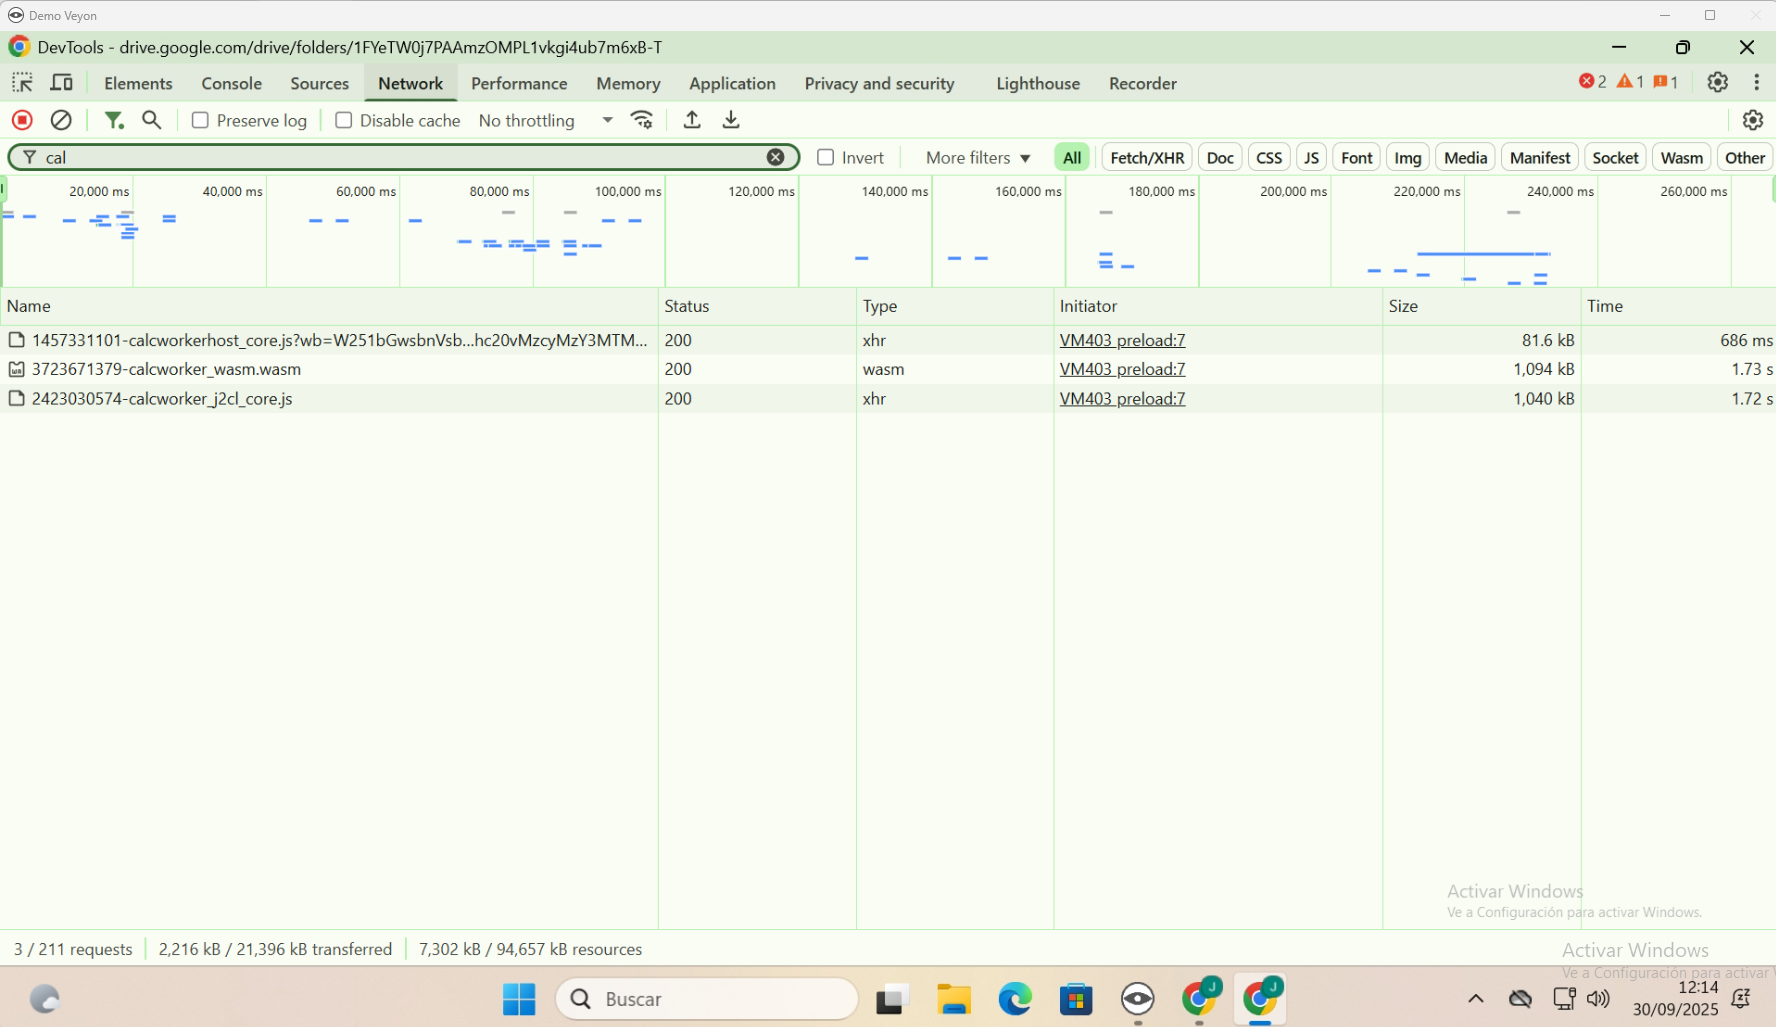 Demo Veyon
DevTools - drive.google.com/drive/folders/1FYeTW0j7PAAmzOMPL1vkgi4ub7m6xB-T
Elements Console Sources Network Performance Memory Application Privacy and security Lighthouse Recorder 2 1 1
Preserve log Disable cache No throttling
cal Invert More filters All Fetch/XHR Doc CSS JS Font Img Media Manifest Socket Wasm Other
20,000 ms 40,000 ms 60,000 ms 80,000 ms 100,000 ms 120,000 ms 140,000 ms 160,000 ms 180,000 ms 200,000 ms 220,000 ms 240,000 ms 260,000 ms
Name Status Type Initiator Size Time
1457331101-calcworkerhost_core.js?wb=W251bGwsbnVsb...hc20vMzcyMzY3MTM... 200 xhr VM403 preload:7 81.6 kB 686 ms
3723671379-calcworker_wasm.wasm 200 wasm VM403 preload:7 1,094 kB 1.73 s
2423030574-calcworker_j2cl_core.js 200 xhr VM403 preload:7 1,040 kB 1.72 s
Activar Windows
Ve a Configuración para activar Windows.
3 / 211 requests 2,216 kB / 21,396 kB transferred 7,302 kB / 94,657 kB resources
Activar Windows
Ve a Configuración para activar
Buscar
J
J
12:14
30/09/2025